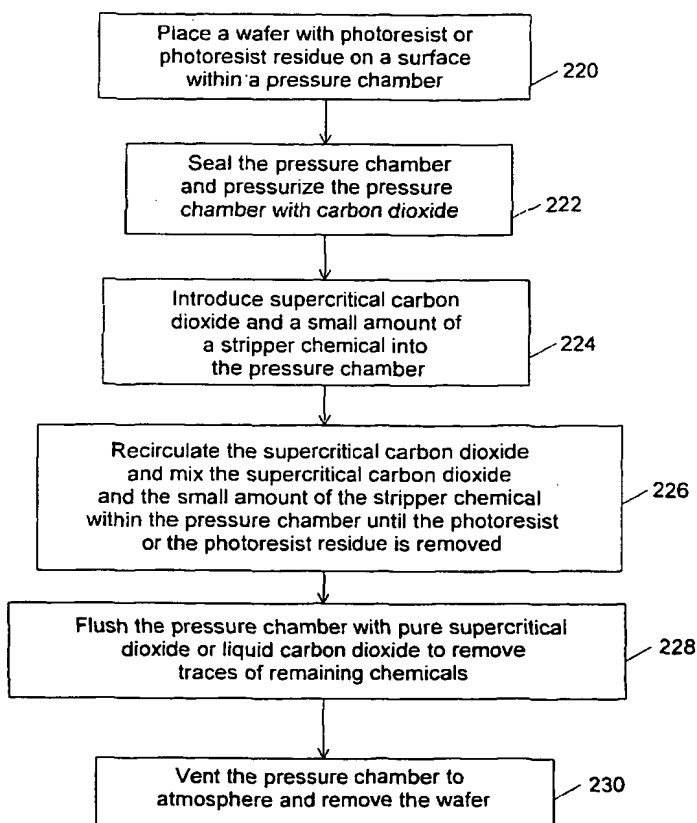 Place a wafer with photoresist or
photoresist residue on a surface
within a pressure chamber
220
Seal the pressure chamber
and pressurize the pressure
chamber with carbon dioxide
222
Introduce supercritical carbon
dioxide and a small amount of
a stripper chemical into
the pressure chamber
224
Recirculate the supercritical carbon dioxide
and mix the supercritical carbon dioxide
and the small amount of the stripper chemical
within the pressure chamber until the photoresist
or the photoresist residue is removed
226
Flush the pressure chamber with pure supercritical
dioxide or liquid carbon dioxide to remove
traces of remaining chemicals
228
Vent the pressure chamber to
atmosphere and remove the wafer
230